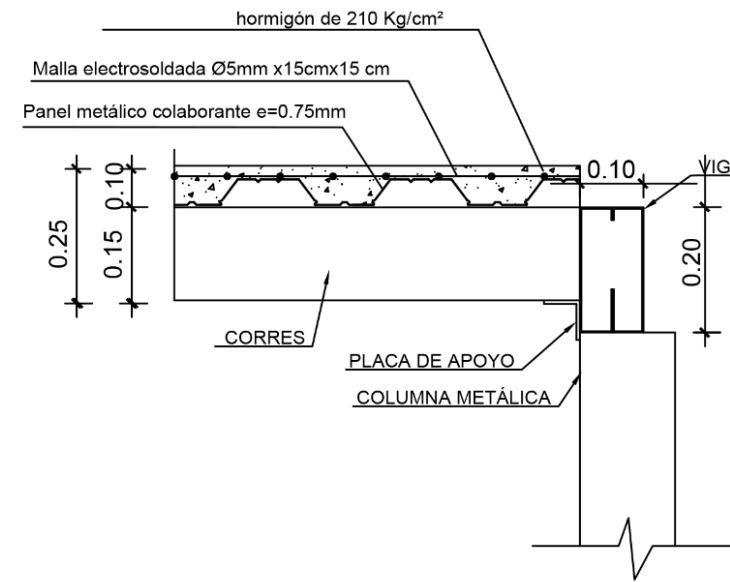 hormigón de 210 Kg/cm²
Malla electrosoldada Ø5mm x15cmx15 cm
Panel metálico colaborante e=0.75mm
0.10
VIG
0.10
0.25
0.15
0.20
CORRES
PLACA DE APOYO
COLUMNA METÁLICA